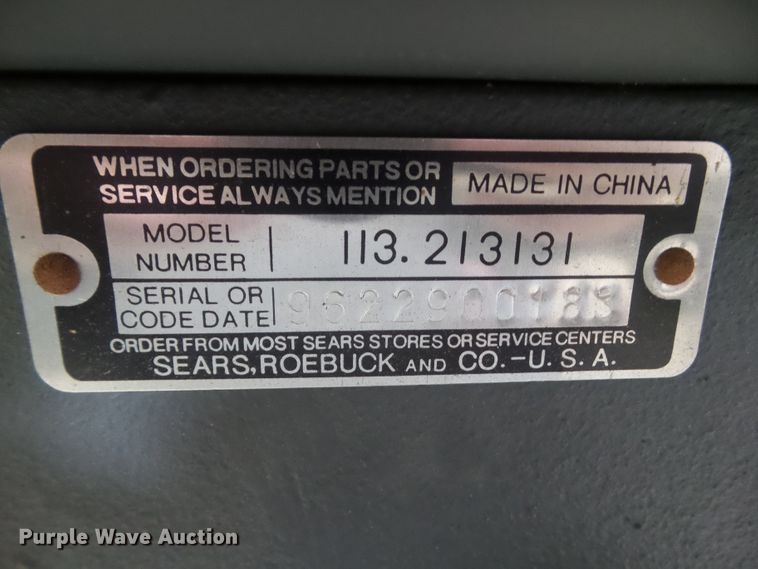 WHEN ORDERING PARTS OR
SERVICE ALWAYS MENTION
MADE IN CHINA
MODEL
NUMBER
113.213131
SERIAL OR
CODE DATE
ORDER FROM MOST SEARS STORES OR SERVICE CENTERS
SEARS, ROEBUCK AND CO.-U.S.A.
Purple Wave Auction